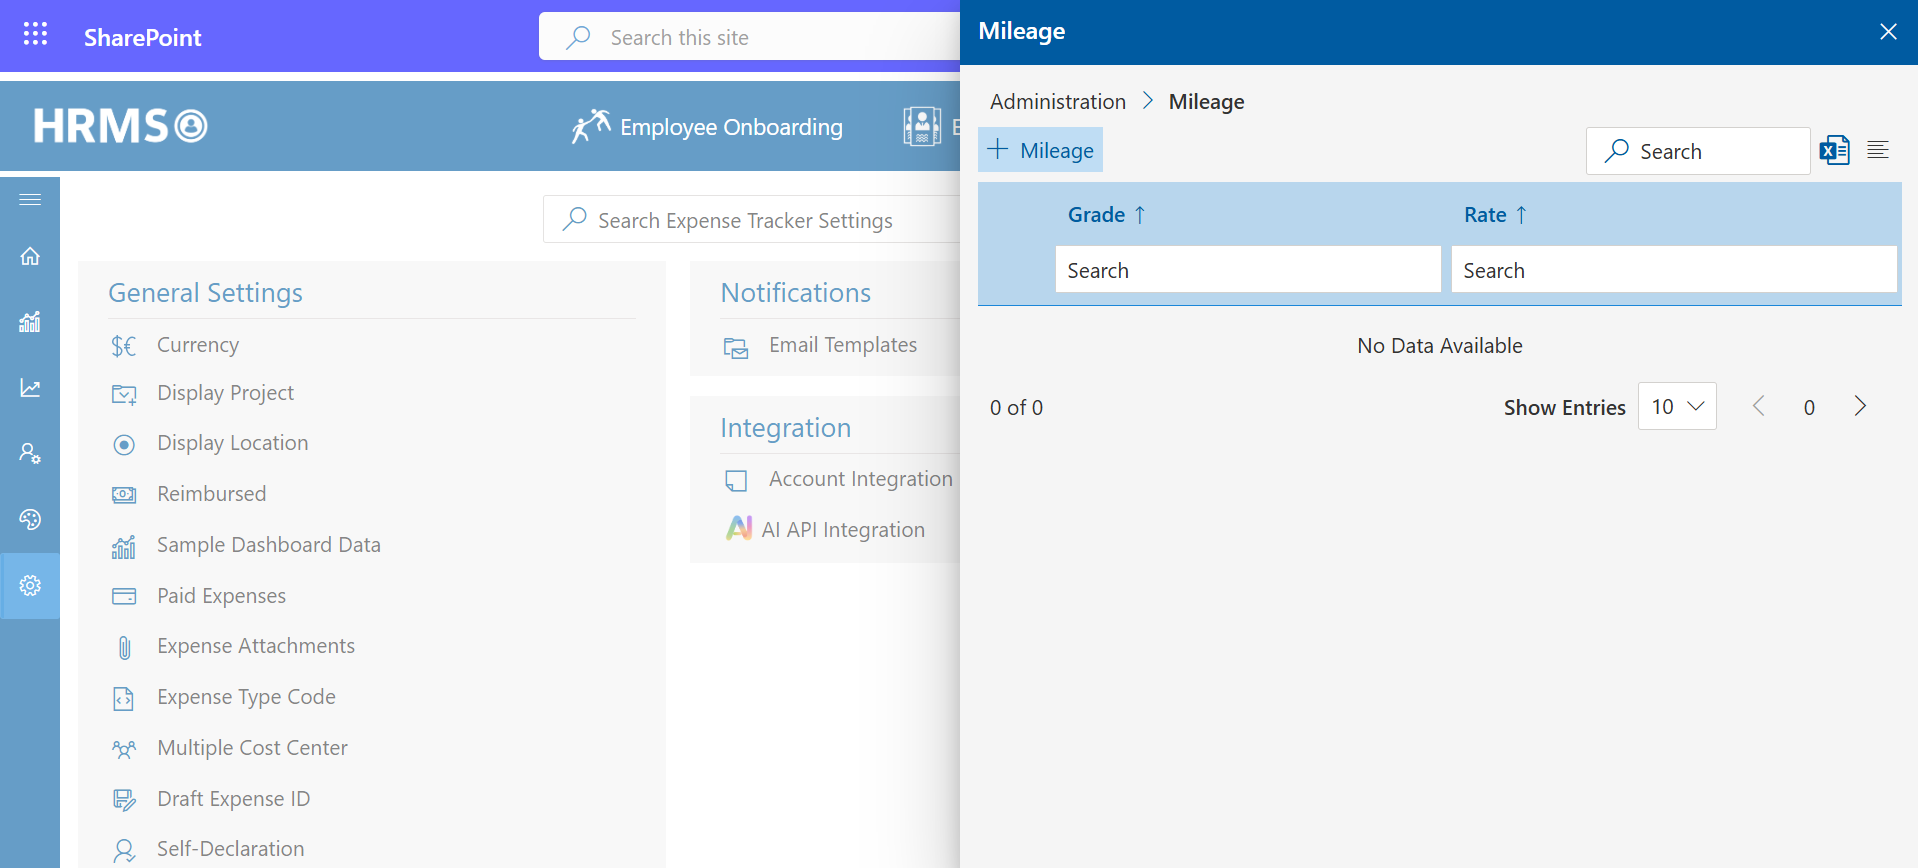 SharePoint
Search this site
HRMS
Employee Onboarding
Search Expense Tracker Settings
General Settings
Currency
Display Project
Display Location
Reimbursed
Sample Dashboard Data
Paid Expenses
Expense Attachments
Expense Type Code
Multiple Cost Center
Draft Expense ID
Self-Declaration
Notifications
Email Templates
Integration
Account Integration
AI API Integration
Mileage
Administration > Mileage
+ Mileage
Search
Grade ↑ Rate ↑
Search Search
No Data Available
0 of 0 Show Entries 10 < 0 >